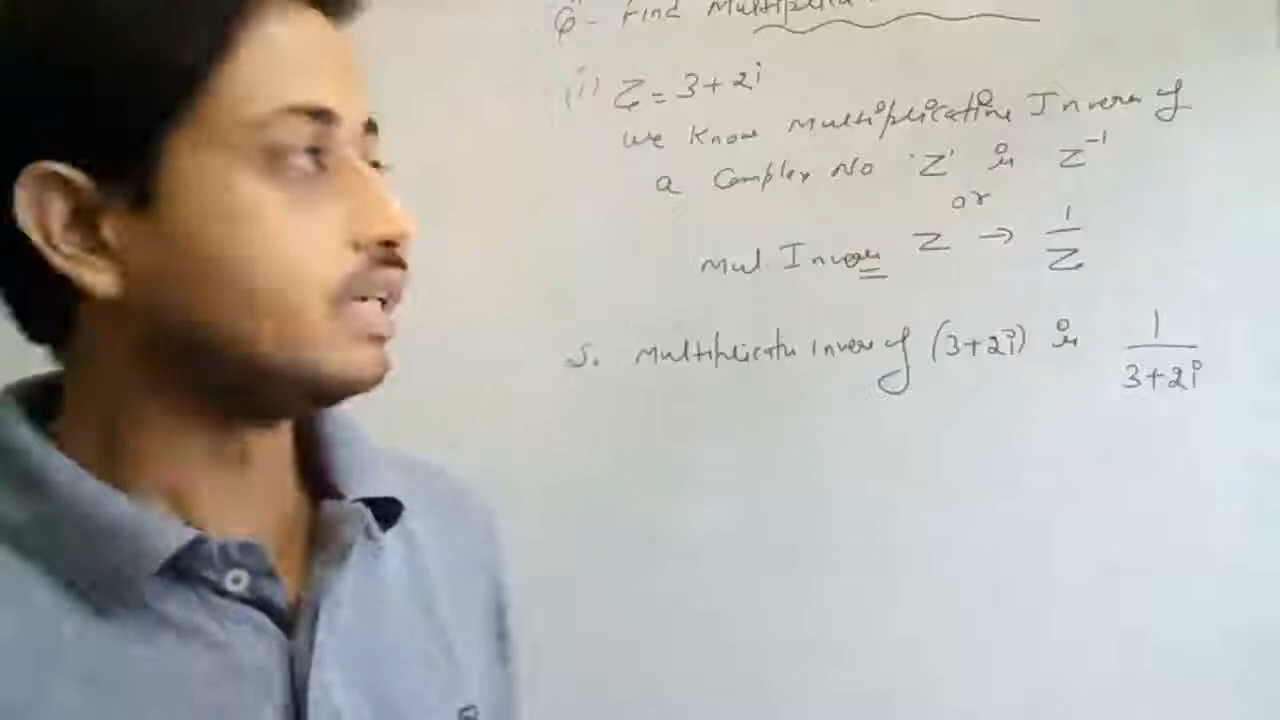 Q- Find Multiplica
(i) Z = 3+2i
We Know Multiplicative Inverse of
a Complex No 'Z' is Z⁻¹
or
Mul Inverse Z → 1/Z
S. Multiplicative inverse of (3+2i) is 1/(3+2i)